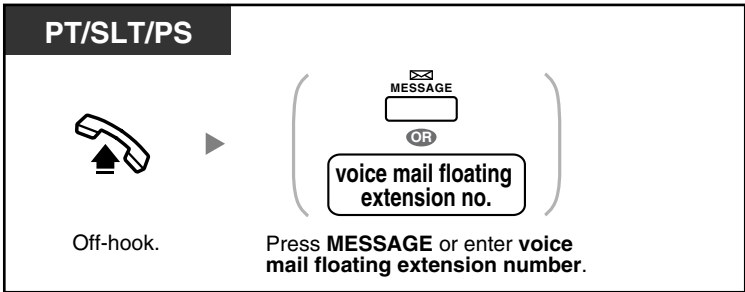 PT/SLT/PS
MESSAGE
OR
voice mail floating
extension no.
Off-hook.
Press MESSAGE or enter voice
mail floating extension number.